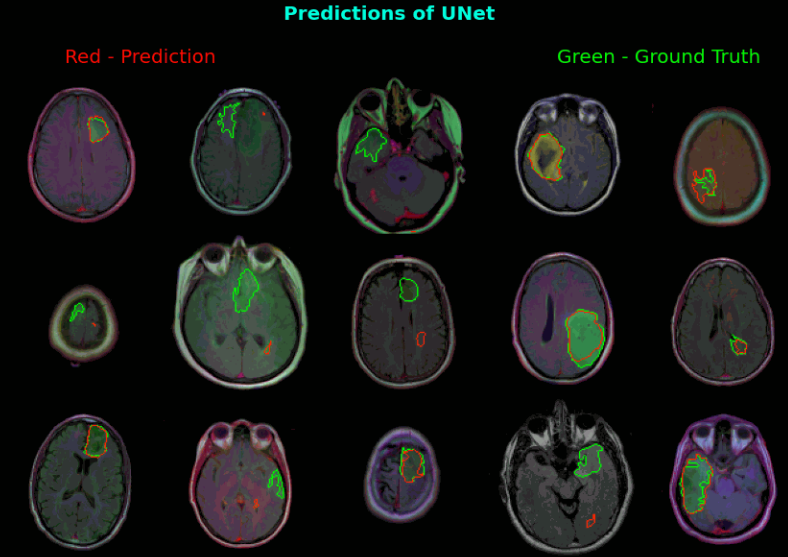 Predictions of UNet
Red - Prediction
Green - Ground Truth